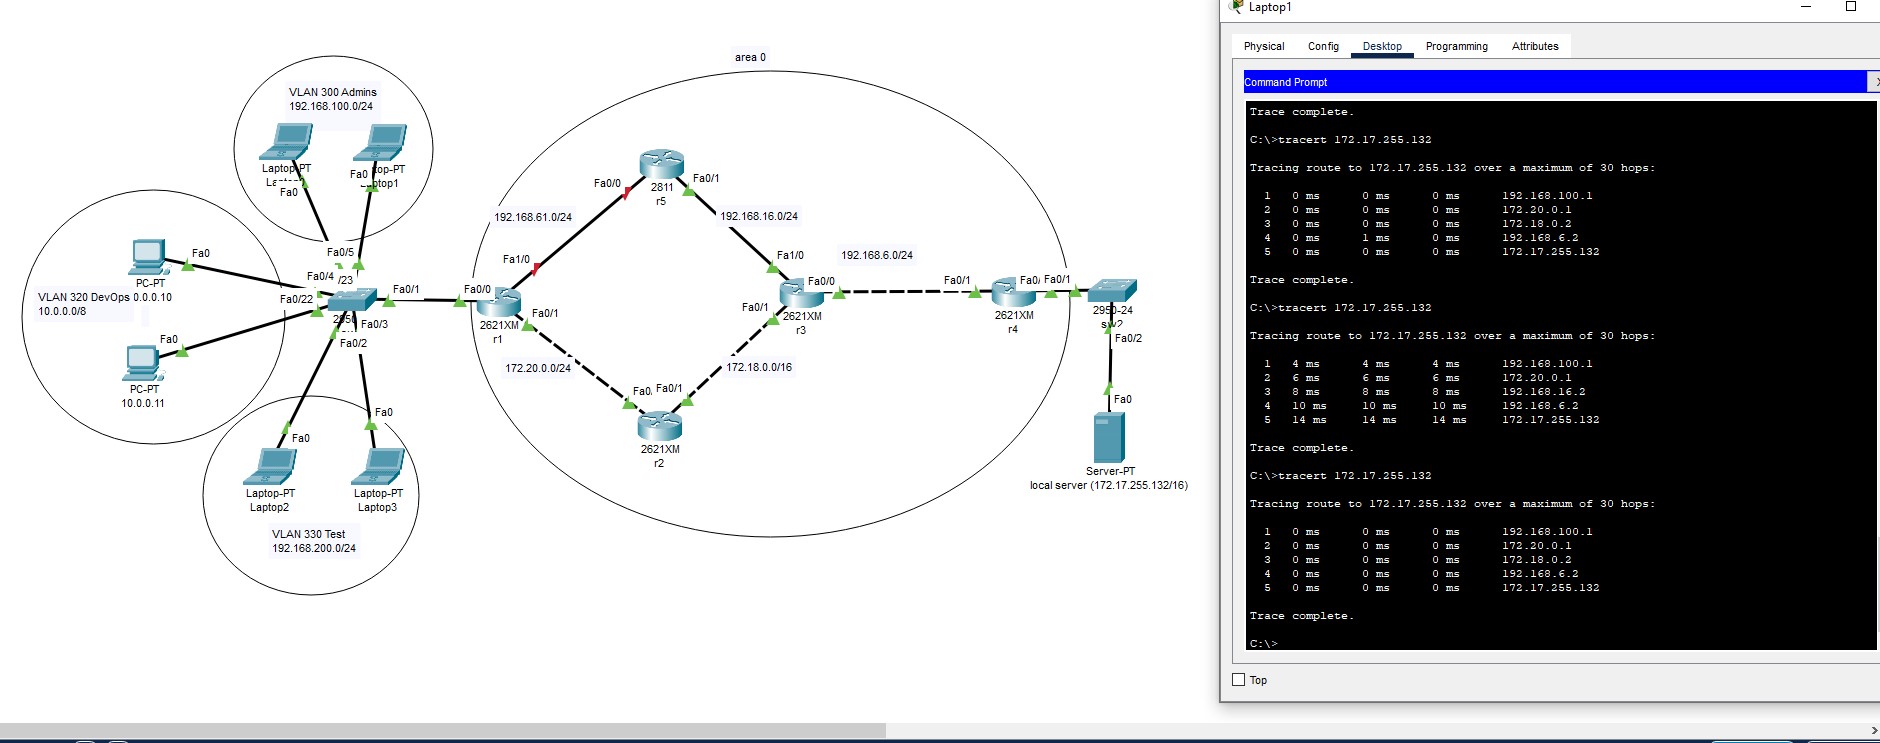 area 0
VLAN 300 Admins
192.168.100.0/24
Laptop-PT
Fa0
Fa0
top-PT
ptop1
Fa0/5
/23
Fa0/4
Fa0/22
Fa0/1
Fa0/3
Fa0/2
Fa0
PC-PT
0.0.0.10
VLAN 320 DevOps
10.0.0.0/8
Fa0
PC-PT
10.0.0.11
Fa0
Fa0
Laptop-PT
Laptop2
Laptop-PT
Laptop3
VLAN 330 Test
192.168.200.0/24
Fa0/0
2621XM
r1
Fa1/0
Fa0/1
192.168.61.0/24
Fa0/0
2811
r5
Fa0/1
192.168.16.0/24
172.20.0.0/24
Fa0/1
2621XM
r2
172.18.0.0/16
Fa1/0
Fa0/0
Fa0/1
2621XM
r3
192.168.6.0/24
Fa0/1
2621XM
r4
Fa0/1
2950-24
sw2
Fa0/2
Fa0
Server-PT
local server (172.17.255.132/16)
Laptop1
Physical Config Desktop Programming Attributes
Command Prompt
Trace complete.
C:\>tracert 172.17.255.132
Tracing route to 172.17.255.132 over a maximum of 30 hops:
1 0 ms 0 ms 0 ms 192.168.100.1
2 0 ms 0 ms 0 ms 172.20.0.1
3 0 ms 0 ms 0 ms 172.18.0.2
4 0 ms 1 ms 0 ms 192.168.6.2
5 0 ms 0 ms 0 ms 172.17.255.132
Trace complete.
C:\>tracert 172.17.255.132
Tracing route to 172.17.255.132 over a maximum of 30 hops:
1 4 ms 4 ms 4 ms 192.168.100.1
2 6 ms 6 ms 6 ms 172.20.0.1
3 8 ms 8 ms 8 ms 192.168.16.2
4 10 ms 10 ms 10 ms 192.168.6.2
5 14 ms 14 ms 14 ms 172.17.255.132
Trace complete.
C:\>tracert 172.17.255.132
Tracing route to 172.17.255.132 over a maximum of 30 hops:
1 0 ms 0 ms 0 ms 192.168.100.1
2 0 ms 0 ms 0 ms 172.20.0.1
3 0 ms 0 ms 0 ms 172.18.0.2
4 0 ms 0 ms 0 ms 192.168.6.2
5 0 ms 0 ms 0 ms 172.17.255.132
Trace complete.
C:\>
Top